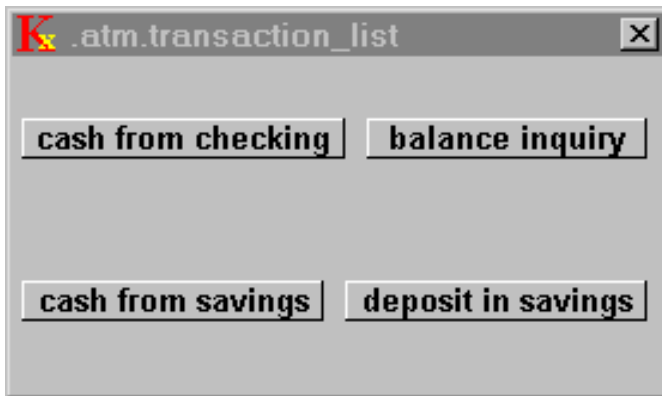 Kx .atm.transaction_list
cash from checking balance inquiry
cash from savings deposit in savings